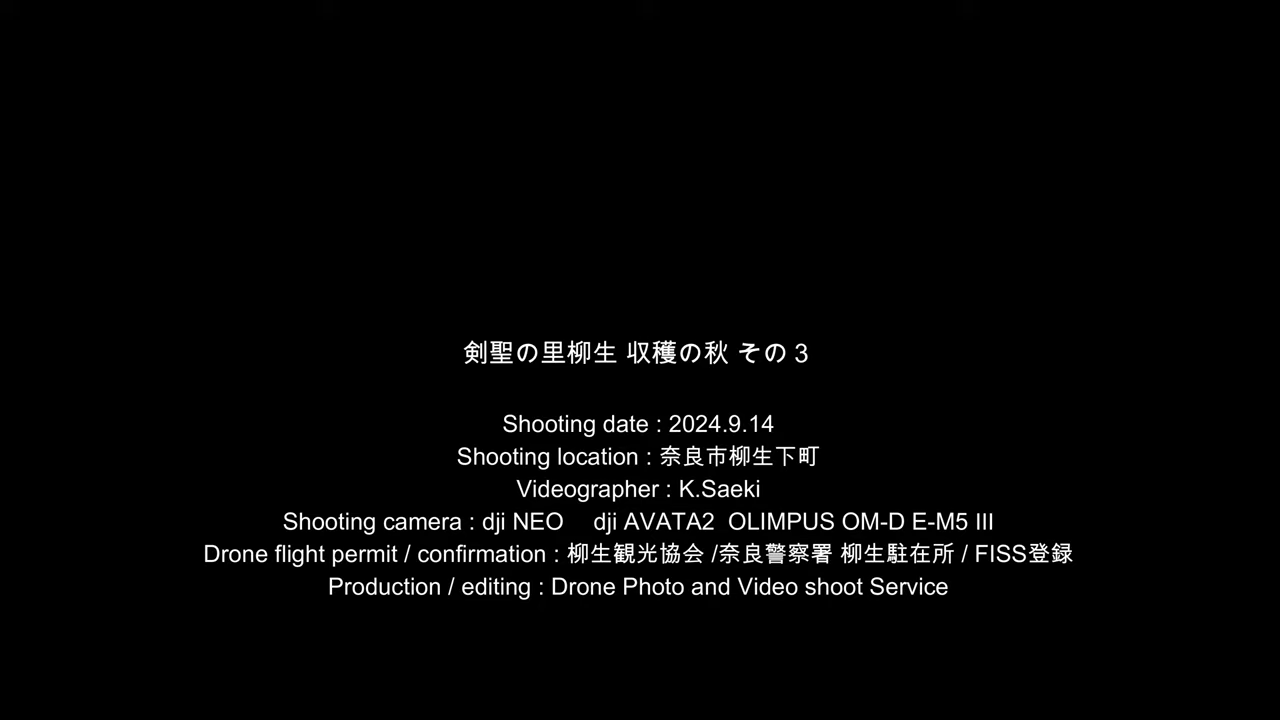 剣聖の里柳生 収穫の秋 その３
Shooting date : 2024.9.14
Shooting location : 奈良市柳生下町
Videographer : K.Saeki
Shooting camera : dji NEO　dji AVATA2  OLIMPUS OM-D E-M5 III
Drone flight permit / confirmation : 柳生観光協会 /奈良警察署 柳生駐在所 / FISS登録
Production / editing : Drone Photo and Video shoot Service